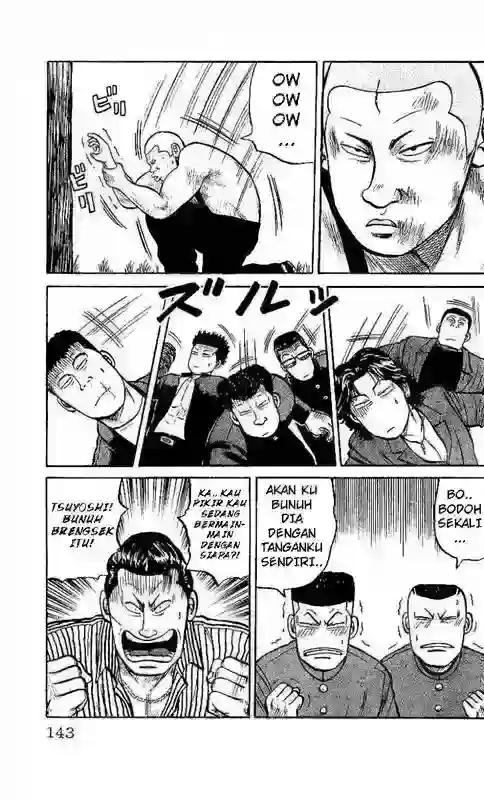 OW
OW
OW
...
ビリ
ビリ
ズルッ
BO..
BODOH
SEKALI
...
AKAN KU
BUNUH
DIA
DENGAN
TANGANKU
SENDIRI..
KA.. KAU
PIKIR KAU
SEDANG
BERMAIN-
MAIN
DENGAN
SIAPA?!
TSUYOSHI!
BUNUH
BRENGSEK
ITU!
143